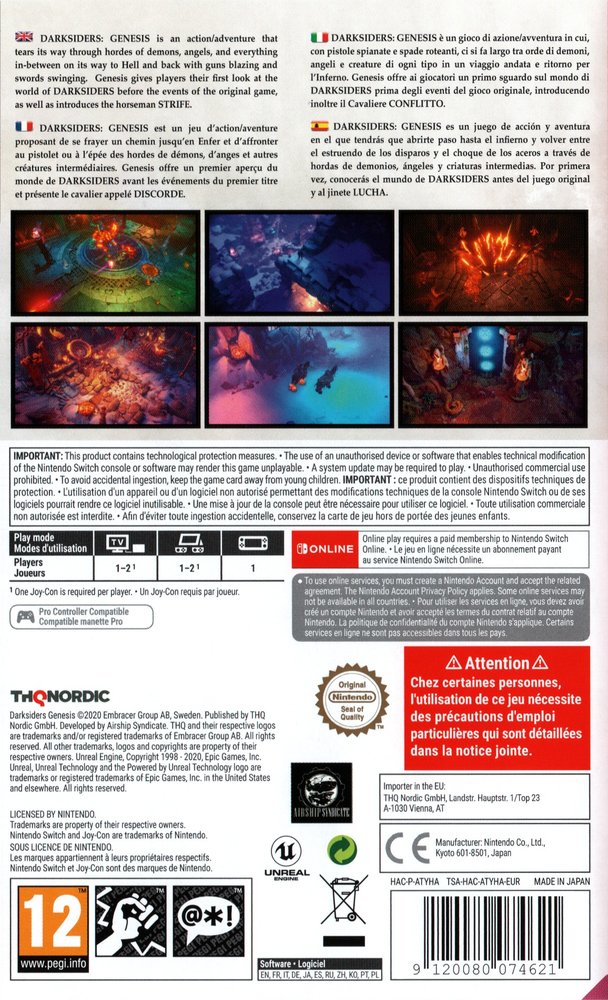 DARKSIDERS: GENESIS is an action/adventure that
tears its way through hordes of demons, angels, and everything
in-between on its way to Hell and back with guns blazing and
swords swinging. Genesis gives players their first look at the
world of DARKSIDERS before the events of the original game,
as well as introduces the horseman STRIFE.
DARKSIDERS: GENESIS est un jeu d'action/aventure
proposant de se frayer un chemin jusqu'en Enfer et d'affronter
au pistolet ou à l'épée des hordes de démons, d'anges et autres
créatures intermédiaires. Genesis offre un premier aperçu du
monde de DARKSIDERS avant les événements du premier titre
et présente le cavalier appelé DISCORDE.
DARKSIDERS: GENESIS è un gioco di azione/avventura in cui,
con pistole spianate e spade roteanti, ci si fa largo tra orde di demoni,
angeli e creature di ogni tipo in un viaggio andata e ritorno per
l'Inferno. Genesis offre ai giocatori un primo sguardo sul mondo di
DARKSIDERS prima degli eventi del gioco originale, introducendo
inoltre il Cavaliere CONFLITTO.
DARKSIDERS: GENESIS es un juego de acción y aventura
en el que tendrás que abrirte paso hasta el infierno y volver entre
el estruendo de los disparos y el choque de los aceros a través de
hordas de demonios, ángeles y criaturas intermedias. Por primera
vez, conocerás el mundo de DARKSIDERS antes del juego original
y al jinete LUCHA.
IMPORTANT: This product contains technological protection measures. • The use of an unauthorised device or software that enables technical modification
of the Nintendo Switch console or software may render this game unplayable. • A system update may be required to play. • Unauthorised commercial use
prohibited. • To avoid accidental ingestion, keep the game card away from young children. IMPORTANT : ce produit contient des dispositifs techniques de
protection. • L'utilisation d'un appareil ou d'un logiciel non autorisé permettant des modifications techniques de la console Nintendo Switch ou de ses
logiciels pourrait rendre ce logiciel inutilisable. • Une mise à jour de la console peut être nécessaire pour utiliser ce logiciel. • Toute utilisation commerciale
non autorisée est interdite. • Afin d'éviter toute ingestion accidentelle, conservez la carte de jeu hors de portée des jeunes enfants.
Play mode
Modes d'utilisation
TV
Players
Joueurs
1-2¹
1-2¹
1
¹ One Joy-Con is required per player. • Un Joy-Con requis par joueur.
Pro Controller Compatible
Compatible manette Pro
ONLINE
Online play requires a paid membership to Nintendo Switch
Online. • Le jeu en ligne nécessite un abonnement payant
au service Nintendo Switch Online.
• To use online services, you must create a Nintendo Account and accept the related
agreement. The Nintendo Account Privacy Policy applies. Some online services may
not be available in all countries. • Pour utiliser les services en ligne, vous devez avoir
créé un compte Nintendo et avoir accepté les termes du contrat relatif au compte
Nintendo. La politique de confidentialité du compte Nintendo s'applique. Certains
services en ligne ne sont pas accessibles dans tous les pays.
THQNORDIC
Darksiders Genesis ©2020 Embracer Group AB, Sweden. Published by THQ
Nordic GmbH. Developed by Airship Syndicate. THQ and their respective logos
are trademarks and/or registered trademarks of Embracer Group AB. All rights
reserved. All other trademarks, logos and copyrights are property of their
respective owners. Unreal Engine, Copyright 1998 - 2020, Epic Games, Inc.
Unreal, Unreal Technology and the Powered by Unreal Technology logo are
trademarks or registered trademarks of Epic Games, Inc. in the United States
and elsewhere. All rights reserved.
LICENSED BY NINTENDO.
Trademarks are property of their respective owners.
Nintendo Switch and Joy-Con are trademarks of Nintendo.
SOUS LICENCE DE NINTENDO.
Les marques appartiennent à leurs propriétaires respectifs.
Nintendo Switch et Joy-Con sont des marques de Nintendo.
Original
Nintendo
Seal of
Quality
TM
Attention
Chez certaines personnes,
l'utilisation de ce jeu nécessite
des précautions d'emploi
particulières qui sont détaillées
dans la notice jointe.
AIRSHIP SYNDICATE
UNREAL
ENGINE
Importer in the EU:
THQ Nordic GmbH, Landstr. Hauptstr. 1/Top 23
A-1030 Vienna, AT
CE
Manufacturer: Nintendo Co., Ltd.,
Kyoto 601-8501, Japan
HAC-P-ATYHA TSA-HAC-ATYHA-EUR MADE IN JAPAN
12
www.pegi.info
@*!
Software • Logiciel
EN, FR, IT, DE, JA, ES, RU, ZH, KO, PT, PL
9 120080 074621